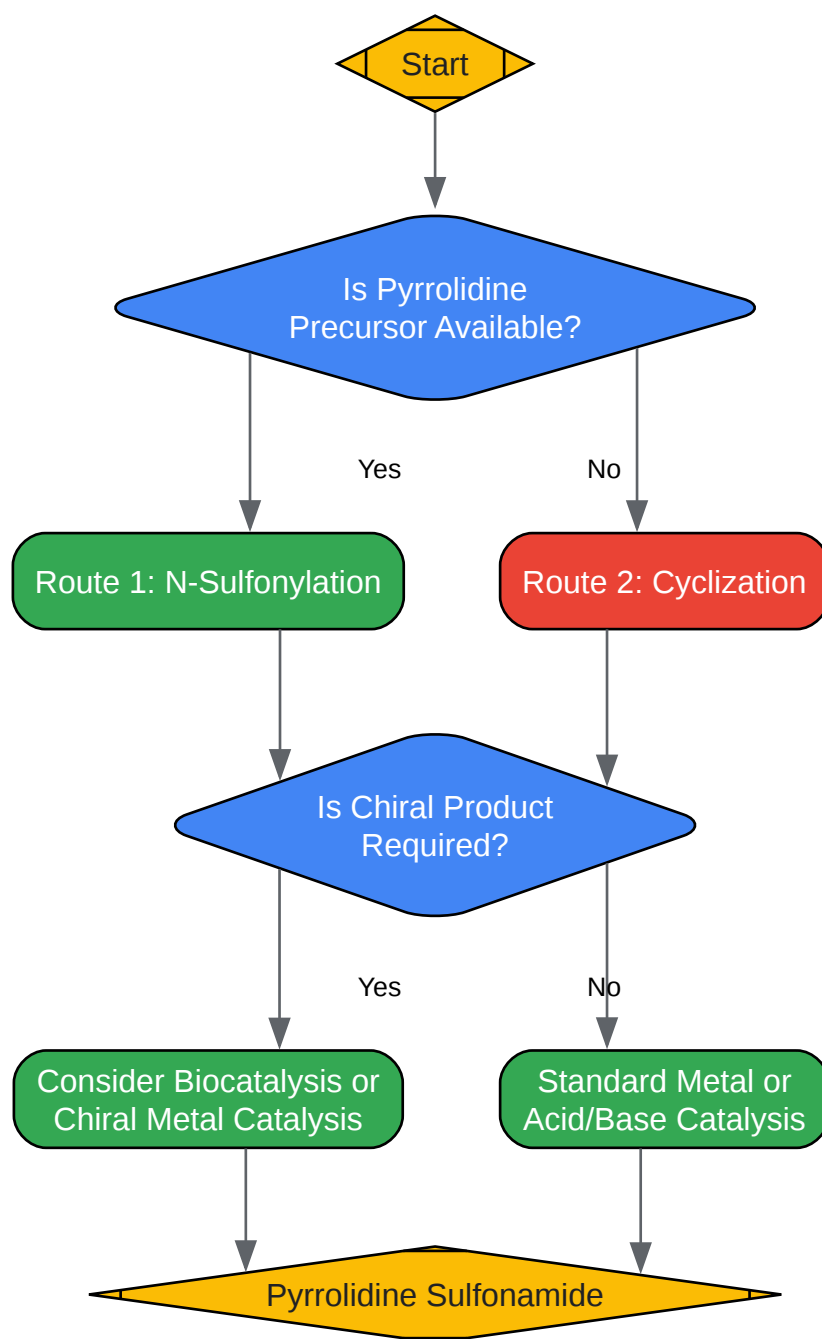 Start
Is Pyrrolidine
Precursor Available?
Yes
No
Route 1: N-Sulfonylation
Route 2: Cyclization
Is Chiral Product
Required?
Yes
No
Consider Biocatalysis or
Chiral Metal Catalysis
Standard Metal or
Acid/Base Catalysis
Pyrrolidine Sulfonamide